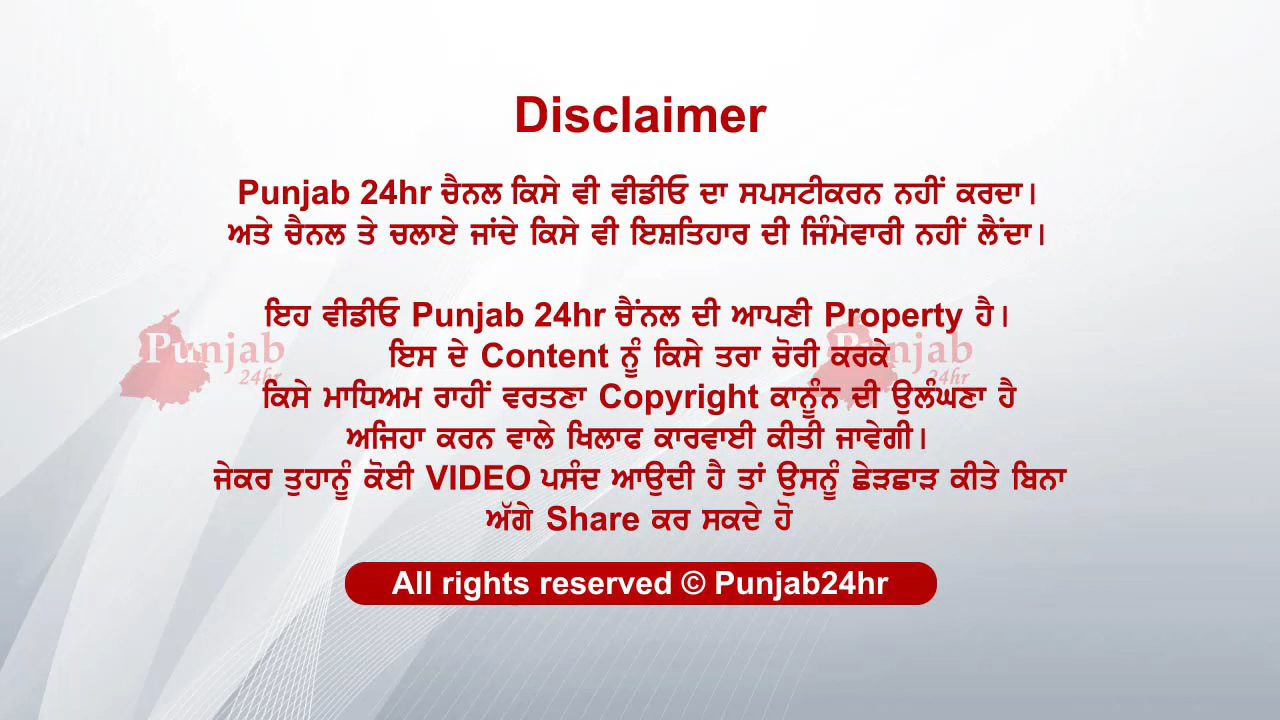 Disclaimer
Punjab 24hr ਚੈਨਲ ਕਿਸੇ ਵੀ ਵੀਡੀਓ ਦਾ ਸਪਸਟੀਕਰਨ ਨਹੀਂ ਕਰਦਾ।
ਅਤੇ ਚੈਨਲ ਤੇ ਚਲਾਏ ਜਾਂਦੇ ਕਿਸੇ ਵੀ ਇਸ਼ਤਿਹਾਰ ਦੀ ਜਿੰਮੇਵਾਰੀ ਨਹੀਂ ਲੈਂਦਾ।
ਇਹ ਵੀਡੀਓ Punjab 24hr ਚੈਂਨਲ ਦੀ ਆਪਣੀ Property ਹੈ।
ਇਸ ਦੇ Content ਨੂੰ ਕਿਸੇ ਤਰਾ ਚੋਰੀ ਕਰਕੇ
ਕਿਸੇ ਮਾਧਿਅਮ ਰਾਹੀਂ ਵਰਤਣਾ Copyright ਕਾਨੂੰਨ ਦੀ ਉਲੰਘਣਾ ਹੈ
ਅਜਿਹਾ ਕਰਨ ਵਾਲੇ ਖਿਲਾਫ ਕਾਰਵਾਈ ਕੀਤੀ ਜਾਵੇਗੀ।
ਜੇਕਰ ਤੁਹਾਨੂੰ ਕੋਈ VIDEO ਪਸੰਦ ਆਉਦੀ ਹੈ ਤਾਂ ਉਸਨੂੰ ਛੇੜਛਾੜ ਕੀਤੇ ਬਿਨਾ
ਅੱਗੇ Share ਕਰ ਸਕਦੇ ਹੋ
All rights reserved © Punjab24hr
Punjab
24hr
Punjab
24hr